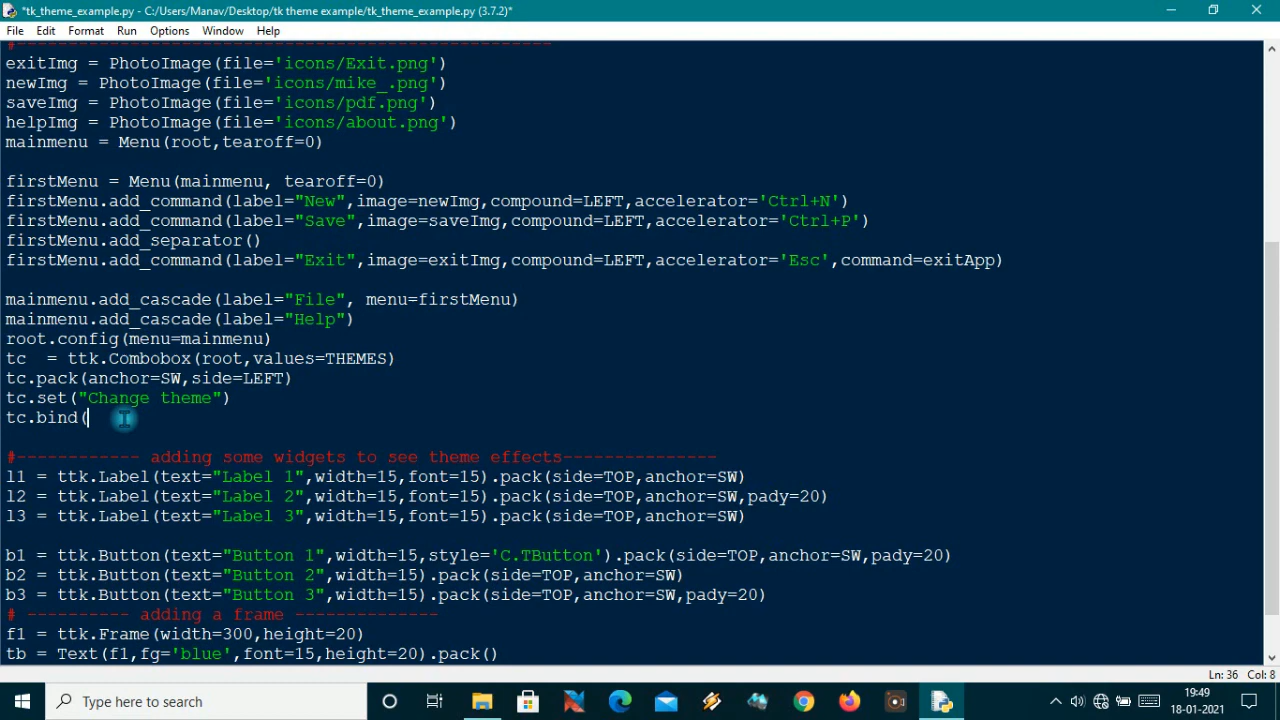 *tk_theme_example.py - C:/Users/Manav/Desktop/tk theme example/tk_theme_example.py (3.7.2)*
File Edit Format Run Options Window Help
#----------------------------------------------------
exitImg = PhotoImage(file='icons/Exit.png')
newImg = PhotoImage(file='icons/mike_.png')
saveImg = PhotoImage(file='icons/pdf.png')
helpImg = PhotoImage(file='icons/about.png')
mainmenu = Menu(root,tearoff=0)
firstMenu = Menu(mainmenu, tearoff=0)
firstMenu.add_command(label="New",image=newImg,compound=LEFT,accelerator='Ctrl+N')
firstMenu.add_command(label="Save",image=saveImg,compound=LEFT,accelerator='Ctrl+P')
firstMenu.add_separator()
firstMenu.add_command(label="Exit",image=exitImg,compound=LEFT,accelerator='Esc',command=exitApp)
mainmenu.add_cascade(label="File", menu=firstMenu)
mainmenu.add_cascade(label="Help")
root.config(menu=mainmenu)
tc  = ttk.Combobox(root,values=THEMES)
tc.pack(anchor=SW,side=LEFT)
tc.set("Change theme")
tc.bind(
#------------ adding some widgets to see theme effects---------------
l1 = ttk.Label(text="Label 1",width=15,font=15).pack(side=TOP,anchor=SW)
l2 = ttk.Label(text="Label 2",width=15,font=15).pack(side=TOP,anchor=SW,pady=20)
l3 = ttk.Label(text="Label 3",width=15,font=15).pack(side=TOP,anchor=SW)
b1 = ttk.Button(text="Button 1",width=15,style='C.TButton').pack(side=TOP,anchor=SW,pady=20)
b2 = ttk.Button(text="Button 2",width=15).pack(side=TOP,anchor=SW)
b3 = ttk.Button(text="Button 3",width=15).pack(side=TOP,anchor=SW,pady=20)
# ---------- adding a frame --------------
f1 = ttk.Frame(width=300,height=20)
tb = Text(f1,fg='blue',font=15,height=20).pack()
Ln: 36 Col: 8
Type here to search
19:49
18-01-2021